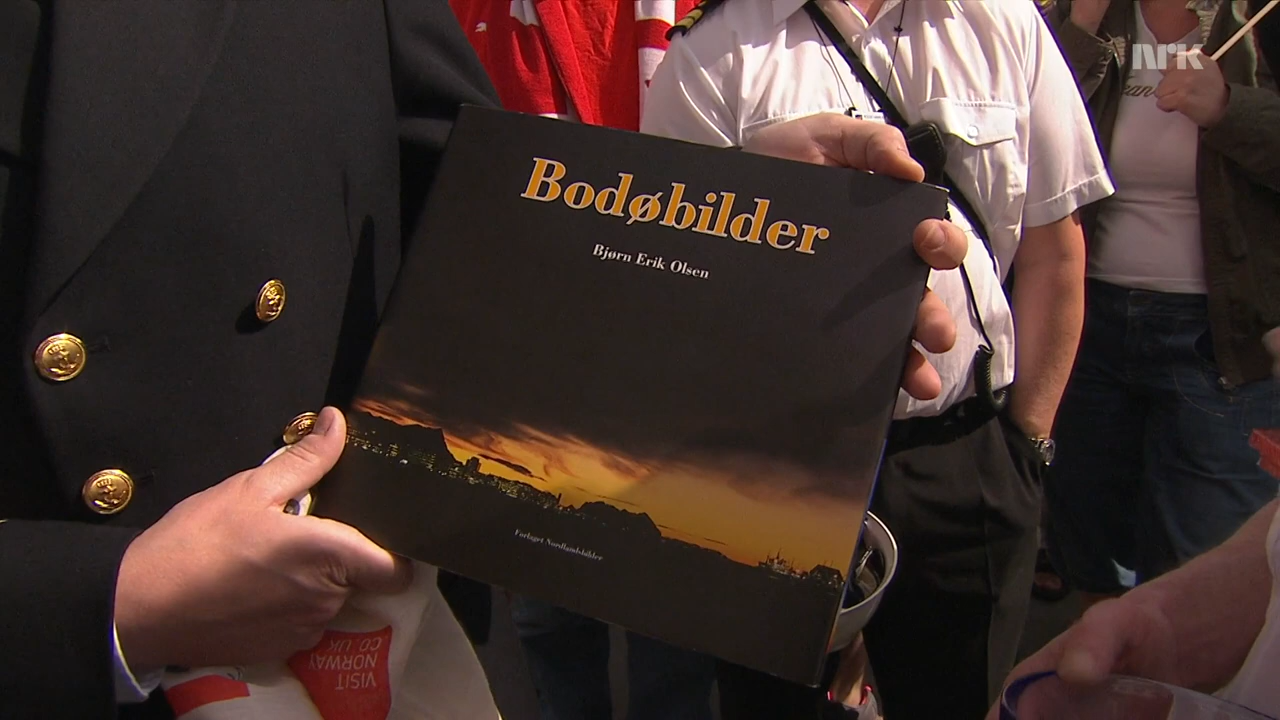 NRK
Bodøbilder
Bjørn Erik Olsen
Forlaget Nordlandsbilder
VISIT
NORWAY
CO.UK